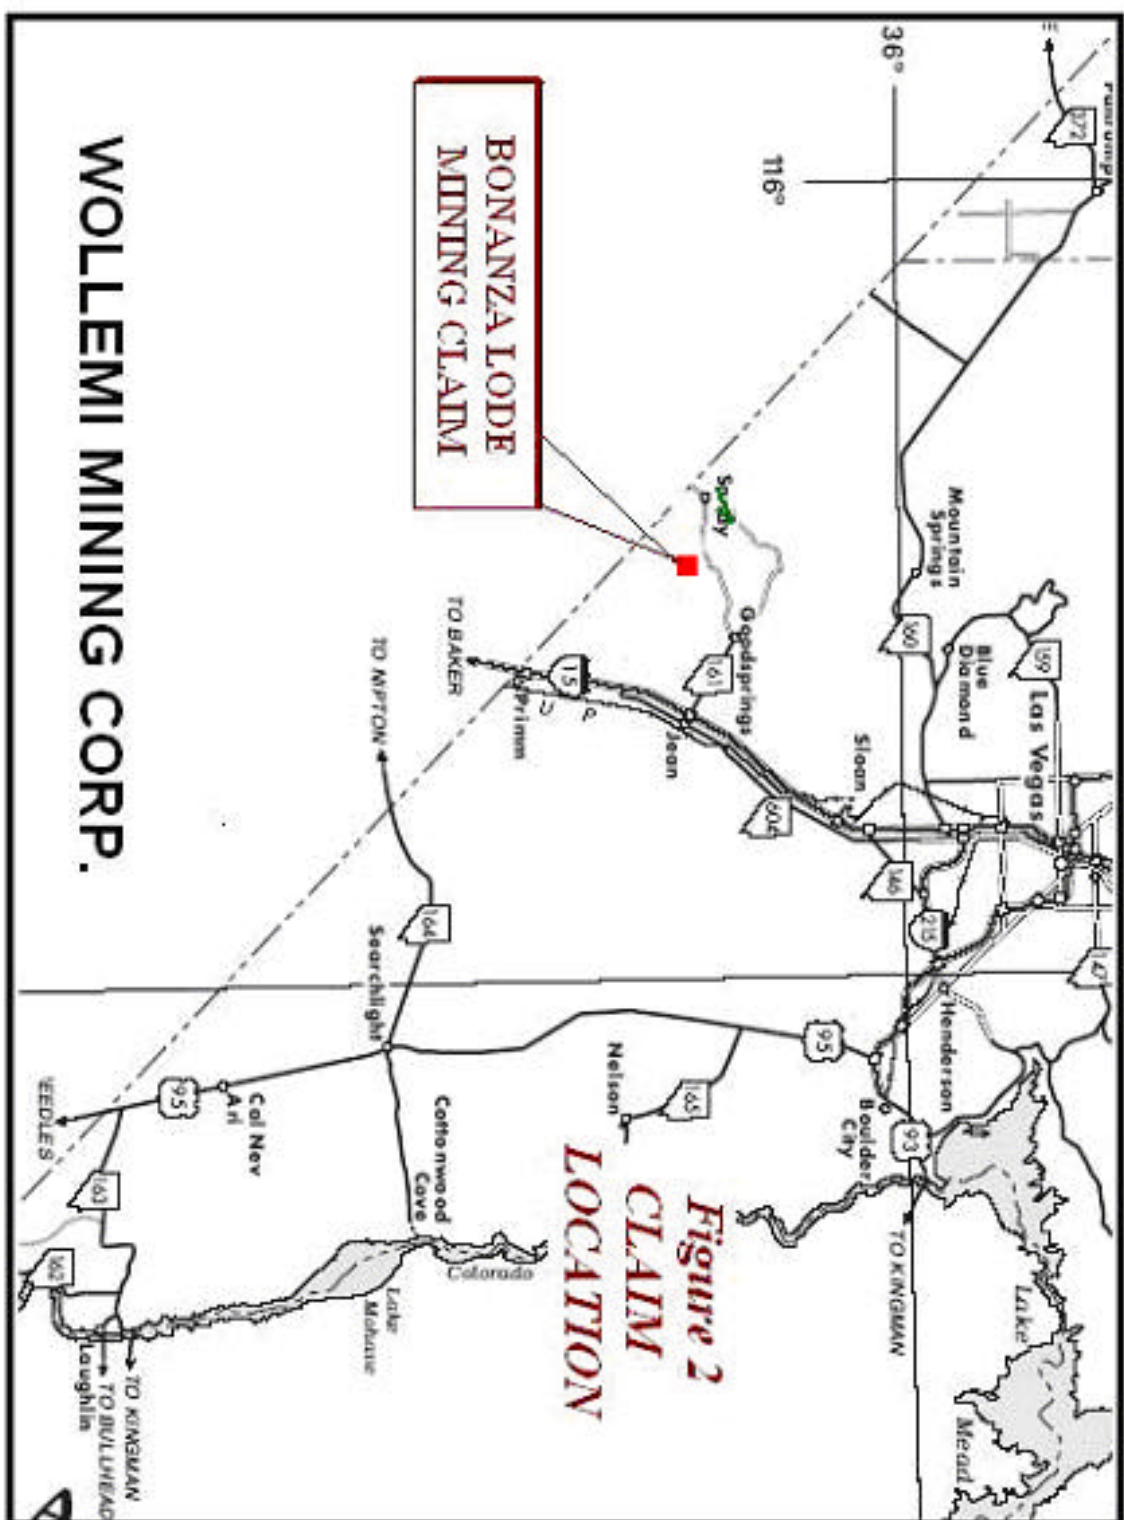 Pahrump
372
36°
116°
Mountain
Springs
160
Blue
Diamond
159
Las Vegas
Sandy
Goodsprings
161
Jean
Sloan
604
146
215
147
Henderson
15
Primm
U
P
TO BAKER
BONANZA LODE
MINING CLAIM
TO NIPTON
164
Searchlight
95
Nelson
165
Boulder
City
93
TO KINGMAN
Lake
Mead
Figure 2
CLAIM
LOCATION
Cottonwood
Cove
Colorado
Lake
Mohave
Cal Nev
Ari
95
EEDLES
163
162
Laughlin
TO KINGMAN
TO BULLHEAD
WOLLEMI MINING CORP.